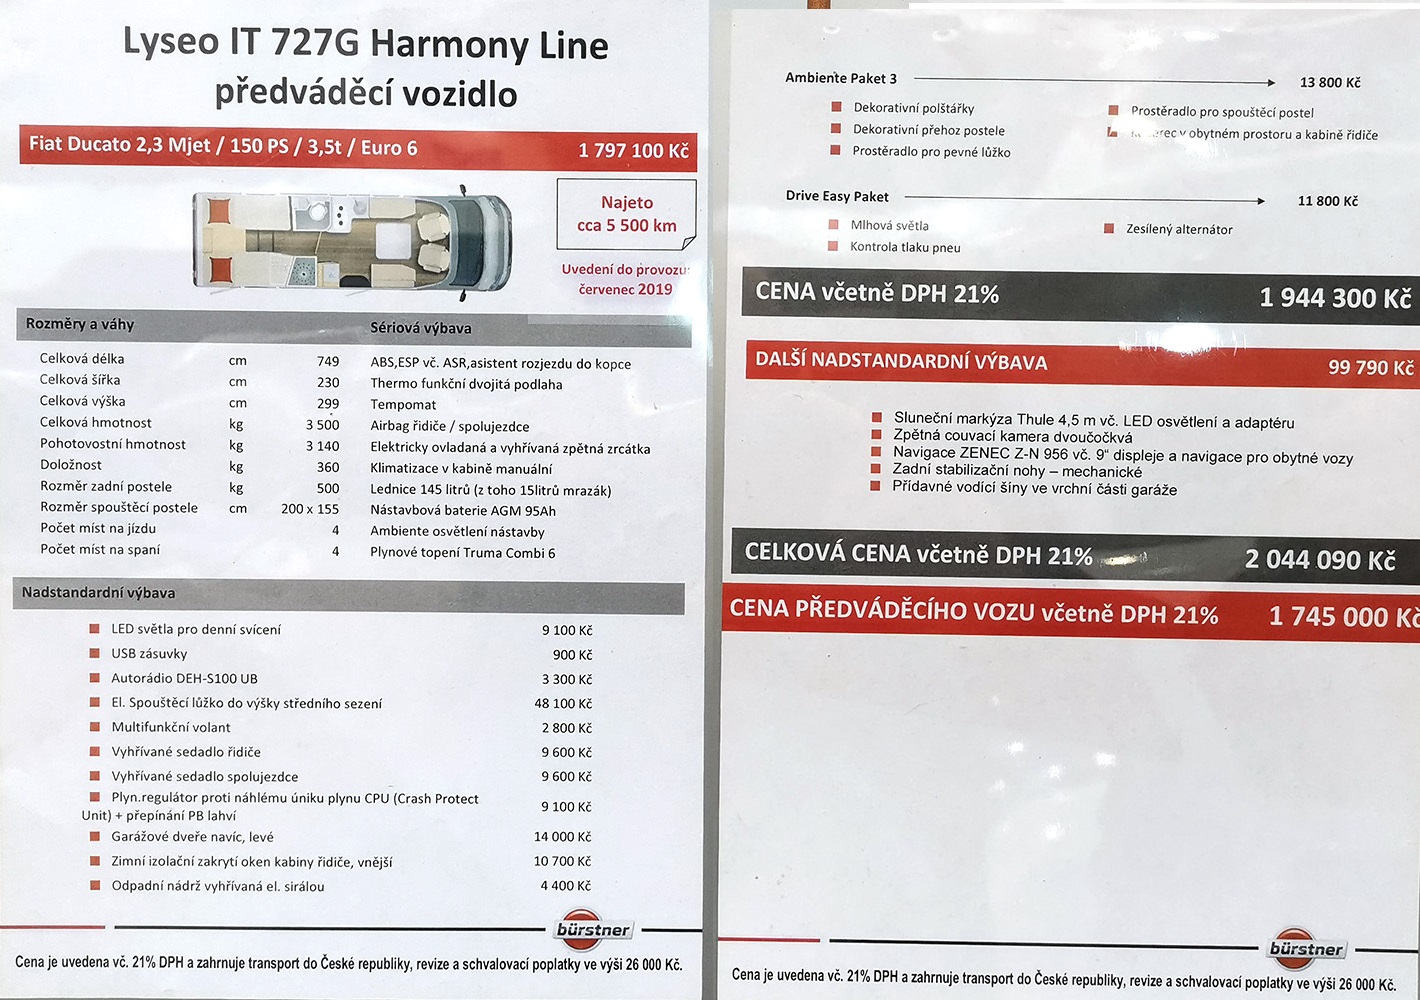 Lyseo IT 727G Harmony Line
předváděcí vozidlo
Fiat Ducato 2,3 Mjet / 150 PS / 3,5t / Euro 6 1 797 100 Kč
Najeto
cca 5 500 km
Uvedení do provozu:
červenec 2019
Rozměry a váhy Sériová výbava
Celková délka cm 749 ABS,ESP vč. ASR,asistent rozjezdu do kopce
Celková šířka cm 230 Thermo funkční dvojitá podlaha
Celková výška cm 299 Tempomat
Celková hmotnost kg 3 500 Airbag řidiče / spolujezdce
Pohotovostní hmotnost kg 3 140 Elektricky ovladaná a vyhřívaná zpětná zrcátka
Doložnost kg 360 Klimatizace v kabině manuální
Rozměr zadní postele kg 500 Lednice 145 litrů (z toho 15litrů mrazák)
Rozměr spouštěcí postele cm 200 x 155 Nástavbová baterie AGM 95Ah
Počet míst na jízdu 4 Ambiente osvětlení nástavby
Počet míst na spaní 4 Plynové topení Truma Combi 6
Nadstandardní výbava
LED světla pro denní svícení 9 100 Kč
USB zásuvky 900 Kč
Autorádio DEH-S100 UB 3 300 Kč
El. Spouštěcí lůžko do výšky středního sezení 48 100 Kč
Multifunkční volant 2 800 Kč
Vyhřívané sedadlo řidiče 9 600 Kč
Vyhřívané sedadlo spolujezdce 9 600 Kč
Plyn.regulátor proti náhlému úniku plynu CPU (Crash Protect
Unit) + přepínání PB lahví 9 100 Kč
Garážové dveře navíc, levé 14 000 Kč
Zimní izolační zakrytí oken kabiny řidiče, vnější 10 700 Kč
Odpadní nádrž vyhřívaná el. sirálou 4 400 Kč
bürstner
Cena je uvedena vč. 21% DPH a zahrnuje transport do České republiky, revize a schvalovací poplatky ve výši 26 000 Kč.
Ambiente Paket 3 13 800 Kč
Dekorativní polštářky Prostěradlo pro spouštěcí postel
Dekorativní přehoz postele v obytném prostoru a kabině řidiče
Prostěradlo pro pevné lůžko
Drive Easy Paket 11 800 Kč
Mlhová světla Zesílený alternátor
Kontrola tlaku pneu
CENA včetně DPH 21% 1 944 300 Kč
DALŠÍ NADSTANDARDNÍ VÝBAVA 99 790 Kč
Sluneční markýza Thule 4,5 m vč. LED osvětlení a adaptéru
Zpětná couvací kamera dvoučočkvá
Navigace ZENEC Z-N 956 vč. 9“ displeje a navigace pro obytné vozy
Zadní stabilizační nohy – mechanické
Přídavné vodící šíny ve vrchní části garáže
CELKOVÁ CENA včetně DPH 21% 2 044 090 Kč
CENA PŘEDVÁDĚCÍHO VOZU včetně DPH 21% 1 745 000 Kč
bürstner
Cena je uvedena vč. 21% DPH a zahrnuje transport do České republiky, revize a schvalovací poplatky ve výši 26 000 Kč.